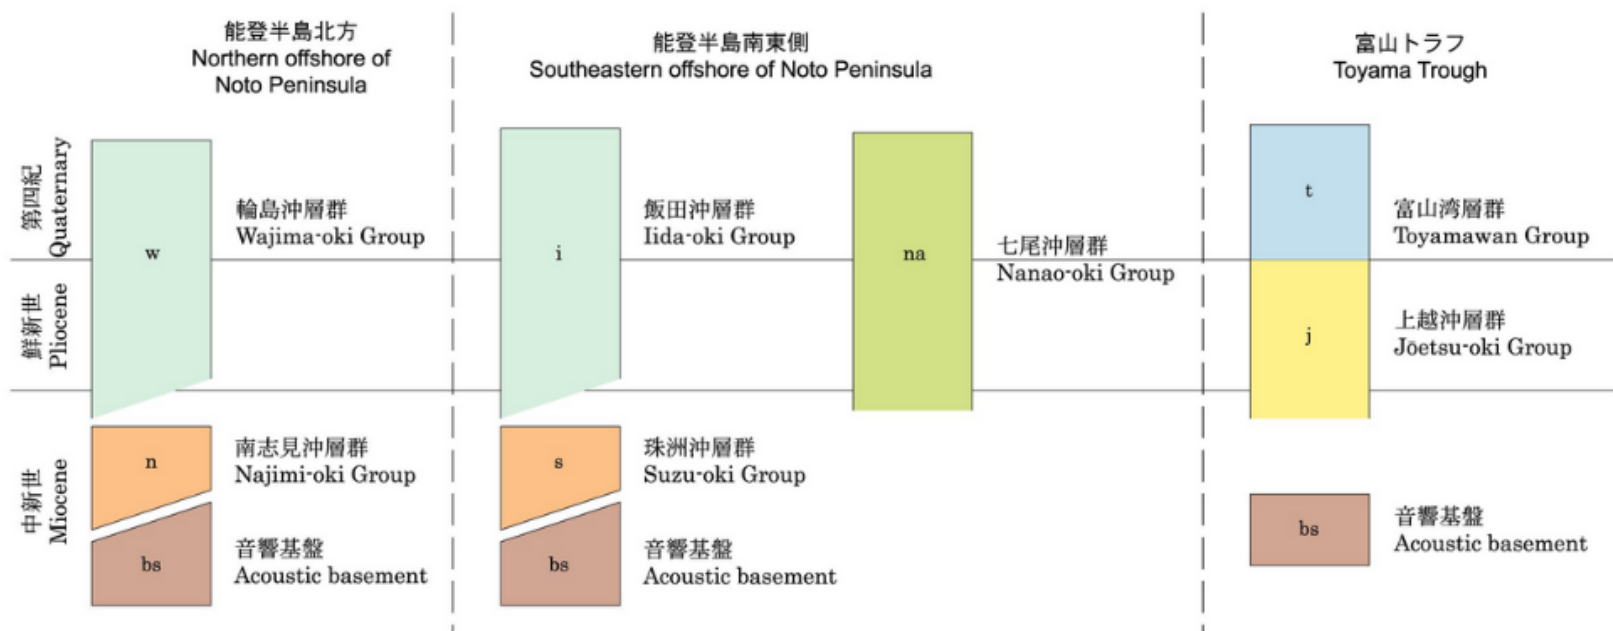 能登半島北方
Northern offshore of
Noto Peninsula
能登半島南東側
Southeastern offshore of Noto Peninsula
富山トラフ
Toyama Trough
第四紀
Quaternary
鮮新世
Pliocene
中新世
Miocene
w
輪島沖層群
Wajima-oki Group
n
南志見沖層群
Najimi-oki Group
bs
音響基盤
Acoustic basement
i
飯田沖層群
Iida-oki Group
s
珠洲沖層群
Suzu-oki Group
bs
音響基盤
Acoustic basement
na
七尾沖層群
Nanao-oki Group
t
富山湾層群
Toyamawan Group
j
上越沖層群
Jōetsu-oki Group
bs
音響基盤
Acoustic basement